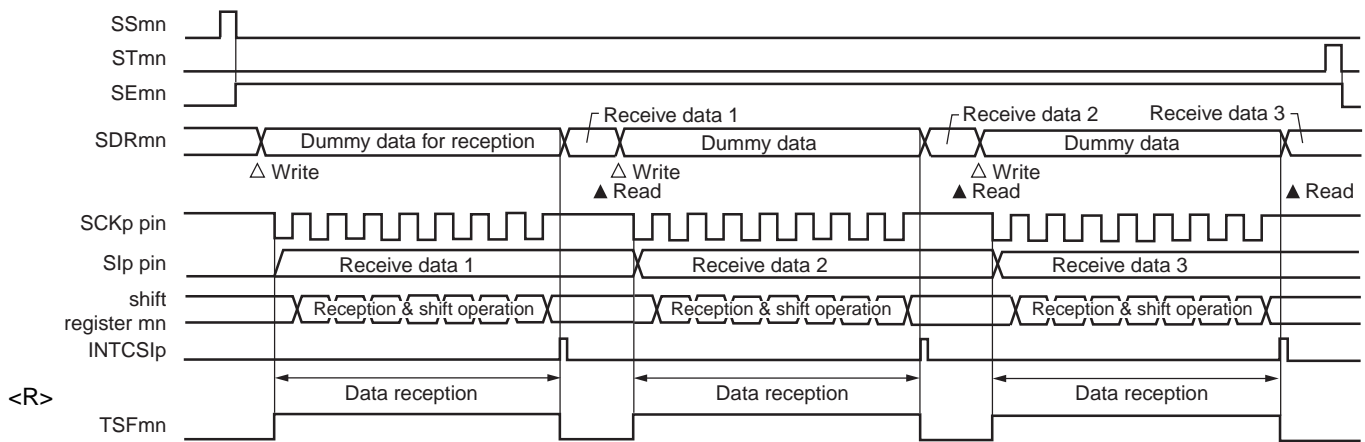 SSmn
STmn
SEmn
Receive data 1
Receive data 2
Receive data 3
SDRmn
Dummy data for reception
Dummy data
Dummy data
△ Write
△ Write
△ Write
▲ Read
▲ Read
▲ Read
SCKp pin
SIp pin
Receive data 1
Receive data 2
Receive data 3
shift
register mn
Reception & shift operation
Reception & shift operation
Reception & shift operation
INTCSIp
Data reception
Data reception
Data reception
<R>
TSFmn